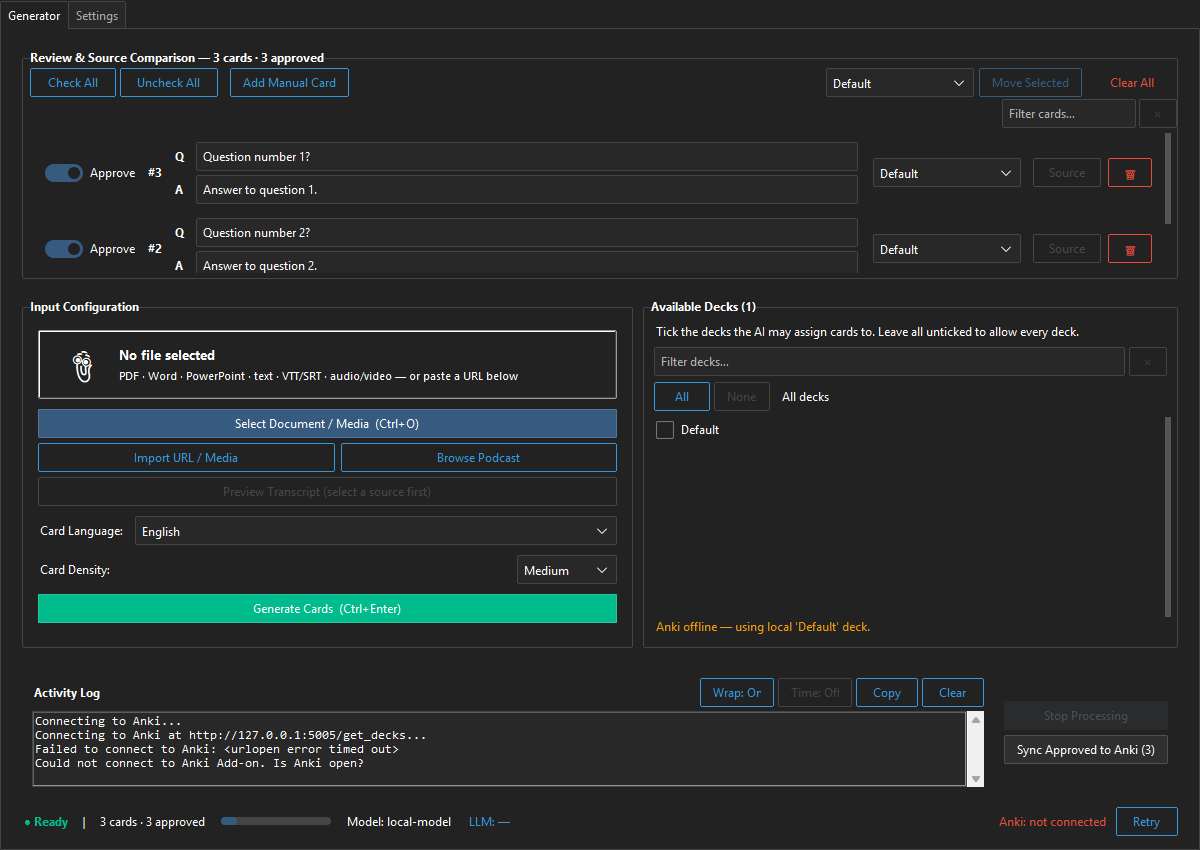 Generator Settings
Review & Source Comparison — 3 cards · 3 approved
Check All Uncheck All Add Manual Card Default Move Selected Clear All
Filter cards... ×
Approve #3 Q Question number 1?
A Answer to question 1.
Default Source
Approve #2 Q Question number 2?
A Answer to question 2.
Default Source
Input Configuration
No file selected
PDF · Word · PowerPoint · text · VTT/SRT · audio/video — or paste a URL below
Select Document / Media (Ctrl+O)
Import URL / Media Browse Podcast
Preview Transcript (select a source first)
Card Language: English
Card Density: Medium
Generate Cards (Ctrl+Enter)
Available Decks (1)
Tick the decks the AI may assign cards to. Leave all unticked to allow every deck.
Filter decks... ×
All None All decks
Default
Anki offline — using local 'Default' deck.
Activity Log Wrap: On Time: Off Copy Clear
Connecting to Anki...
Connecting to Anki at http://127.0.0.1:5005/get_decks...
Failed to connect to Anki: <urlopen error timed out>
Could not connect to Anki Add-on. Is Anki open?
Stop Processing
Sync Approved to Anki (3)
● Ready | 3 cards · 3 approved Model: local-model LLM: — Anki: not connected Retry